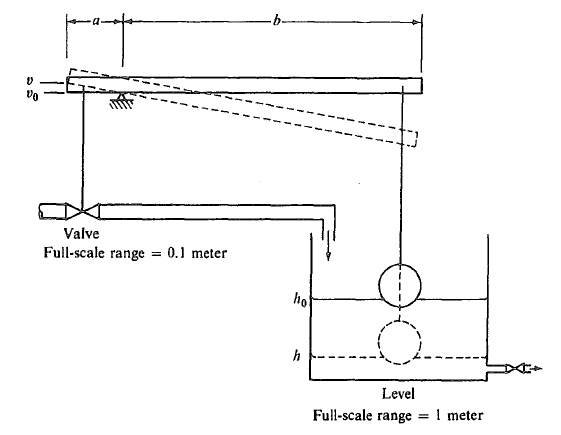 a
b
v
v₀
Valve
Full-scale range = 0.1 meter
h₀
h
Level
Full-scale range = 1 meter